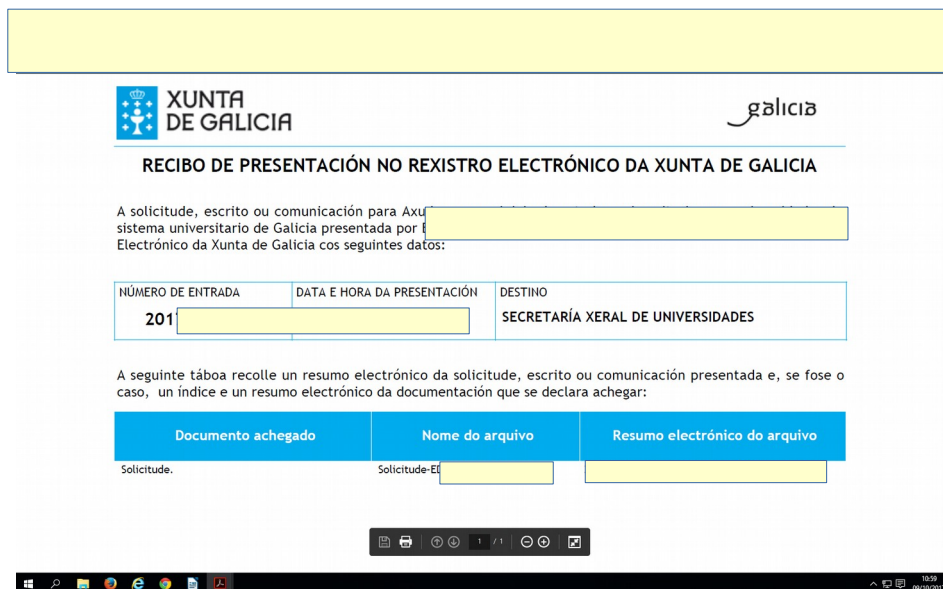 XUNTA
DE GALICIA
galicia
RECIBO DE PRESENTACIÓN NO REXISTRO ELECTRÓNICO DA XUNTA DE GALICIA
A solicitude, escrito ou comunicación para
sistema universitario de Galicia presentada por
Electrónico da Xunta de Galicia cos seguintes datos:
NÚMERO DE ENTRADA DATA E HORA DA PRESENTACIÓN DESTINO
201 SECRETARÍA XERAL DE UNIVERSIDADES
A seguinte táboa recolle un resumo electrónico da solicitude, escrito ou comunicación presentada e, se fose o
caso, un índice e un resumo electrónico da documentación que se declara achegar:
Documento achegado Nome do arquivo Resumo electrónico do arquivo
Solicitude. Solicitude-
1 / 1
10:59
09/10/2017